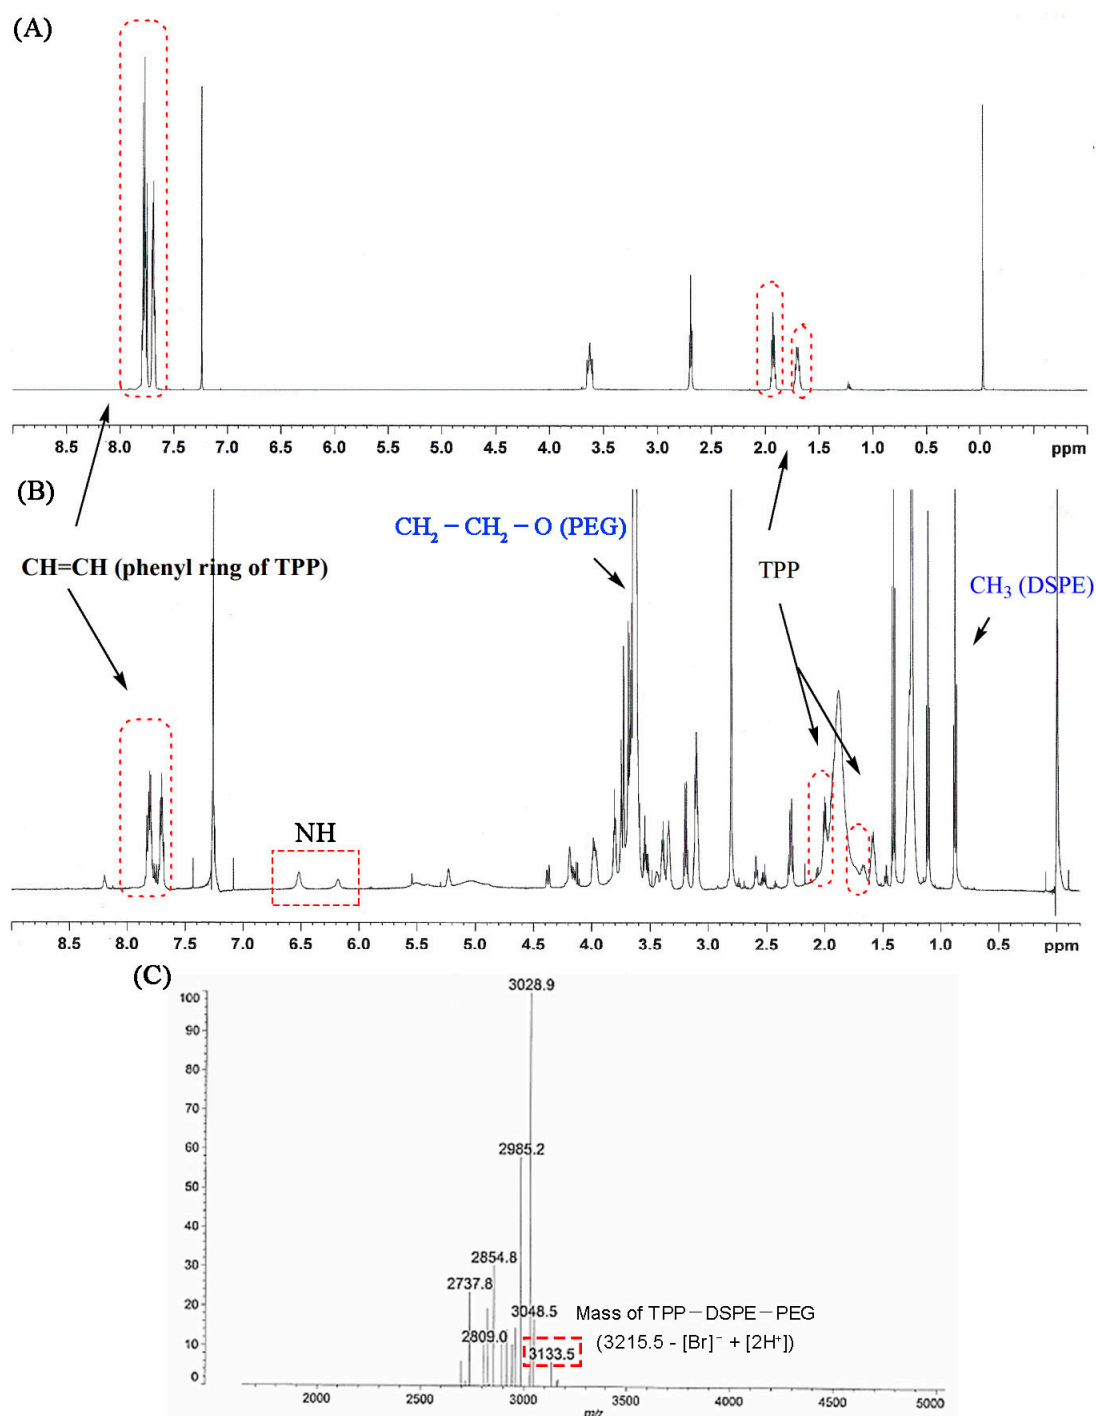 (A)
8.5 8.0 7.5 7.0 6.5 6.0 5.5 5.0 4.5 4.0 3.5 3.0 2.5 2.0 1.5 1.0 0.5 0.0 ppm
(B)
CH2 − CH2 − O (PEG)
CH=CH (phenyl ring of TPP)
TPP
CH3 (DSPE)
NH
8.5 8.0 7.5 7.0 6.5 6.0 5.5 5.0 4.5 4.0 3.5 3.0 2.5 2.0 1.5 1.0 0.5 ppm
(C)
3028.9
100
90
80
70
2985.2
60
50
40
2854.8
30
2737.8
20
3048.5
Mass of TPP−DSPE−PEG
2809.0
(3215.5 - [Br]⁻ + [2H⁺])
10
3133.5
0
2000 2500 3000 3500 4000 4500 5000
m/z